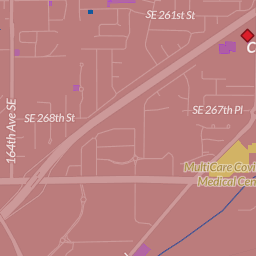 SE 261st St
C
164th Ave SE
SE 268th St
SE 267th Pl
MultiCare Covi
Medical Cen